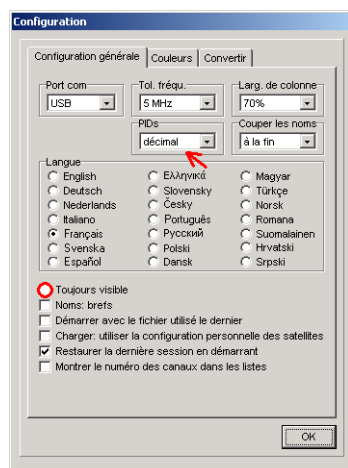 Configuration
Configuration générale Couleurs Convertir
Port com Tol. fréqu. Larg. de colonne
USB 5 MHz 70%
PIDs Couper les noms
décimal à la fin
Langue
English Ελληνικά Magyar
Deutsch Slovensky Türkçe
Nederlands Česky Norsk
Italiano Português Romana
Français Русский Suomalainen
Svenska Polski Hrvatski
Español Dansk Srpski
Toujours visible
Noms: brefs
Démarrer avec le fichier utilisé le dernier
Charger: utiliser la configuration personnelle des satellites
Restaurer la dernière session en démarrant
Montrer le numéro des canaux dans les listes
OK